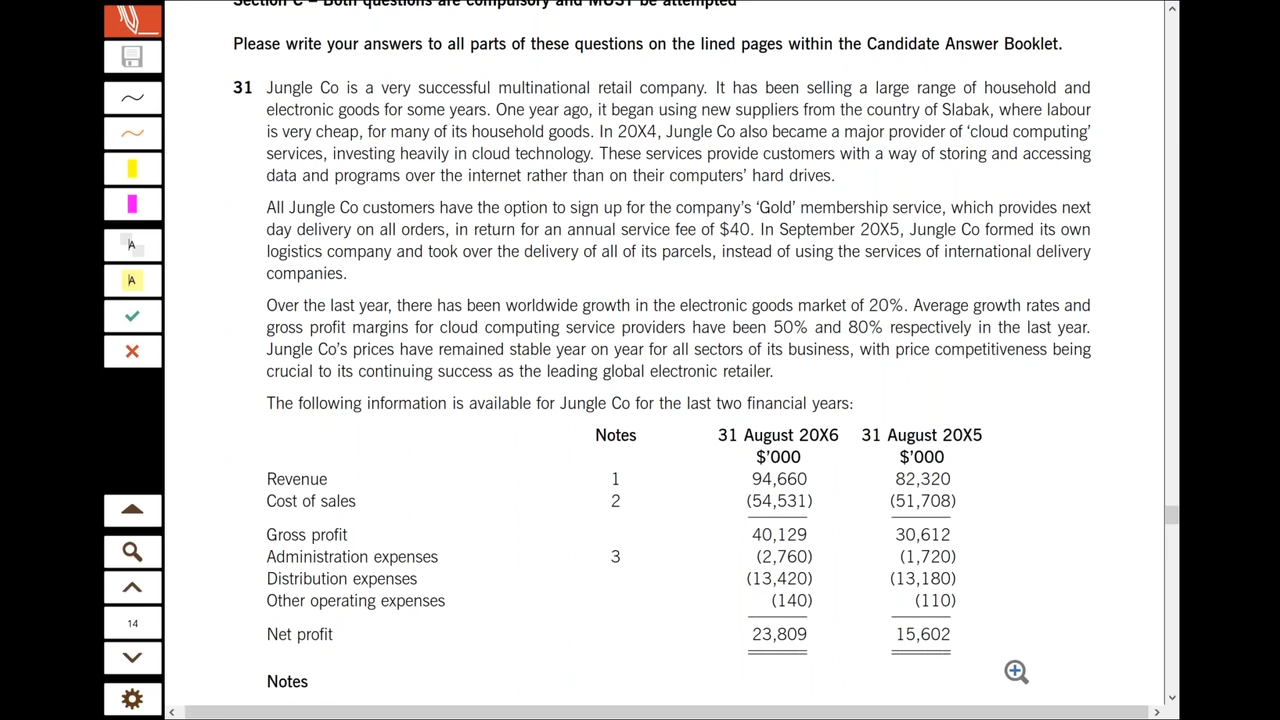 Section C – Both questions are compulsory and MUST be attempted
Please write your answers to all parts of these questions on the lined pages within the Candidate Answer Booklet.
31 Jungle Co is a very successful multinational retail company. It has been selling a large range of household and
electronic goods for some years. One year ago, it began using new suppliers from the country of Slabak, where labour
is very cheap, for many of its household goods. In 20X4, Jungle Co also became a major provider of ‘cloud computing’
services, investing heavily in cloud technology. These services provide customers with a way of storing and accessing
data and programs over the internet rather than on their computers’ hard drives.
All Jungle Co customers have the option to sign up for the company’s ‘Gold’ membership service, which provides next
day delivery on all orders, in return for an annual service fee of $40. In September 20X5, Jungle Co formed its own
logistics company and took over the delivery of all of its parcels, instead of using the services of international delivery
companies.
Over the last year, there has been worldwide growth in the electronic goods market of 20%. Average growth rates and
gross profit margins for cloud computing service providers have been 50% and 80% respectively in the last year.
Jungle Co’s prices have remained stable year on year for all sectors of its business, with price competitiveness being
crucial to its continuing success as the leading global electronic retailer.
The following information is available for Jungle Co for the last two financial years:
Notes 31 August 20X6 31 August 20X5
$’000 $’000
Revenue 1 94,660 82,320
Cost of sales 2 (54,531) (51,708)
Gross profit 40,129 30,612
Administration expenses 3 (2,760) (1,720)
Distribution expenses (13,420) (13,180)
Other operating expenses (140) (110)
Net profit 23,809 15,602
Notes
A
A
14